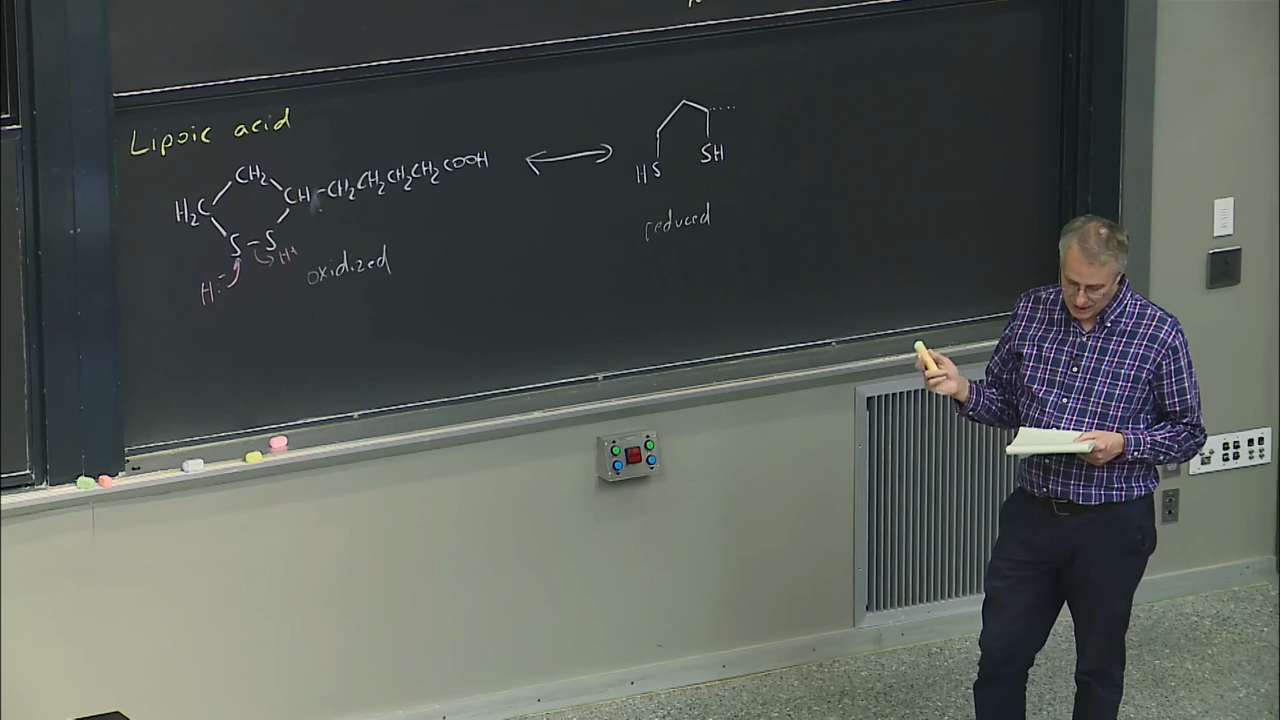 Lipoic acid
CH₂
H₂C CH-CH₂CH₂CH₂CH₂COOH
S-S
H⁺
H:⁻
oxidized
HS SH
reduced